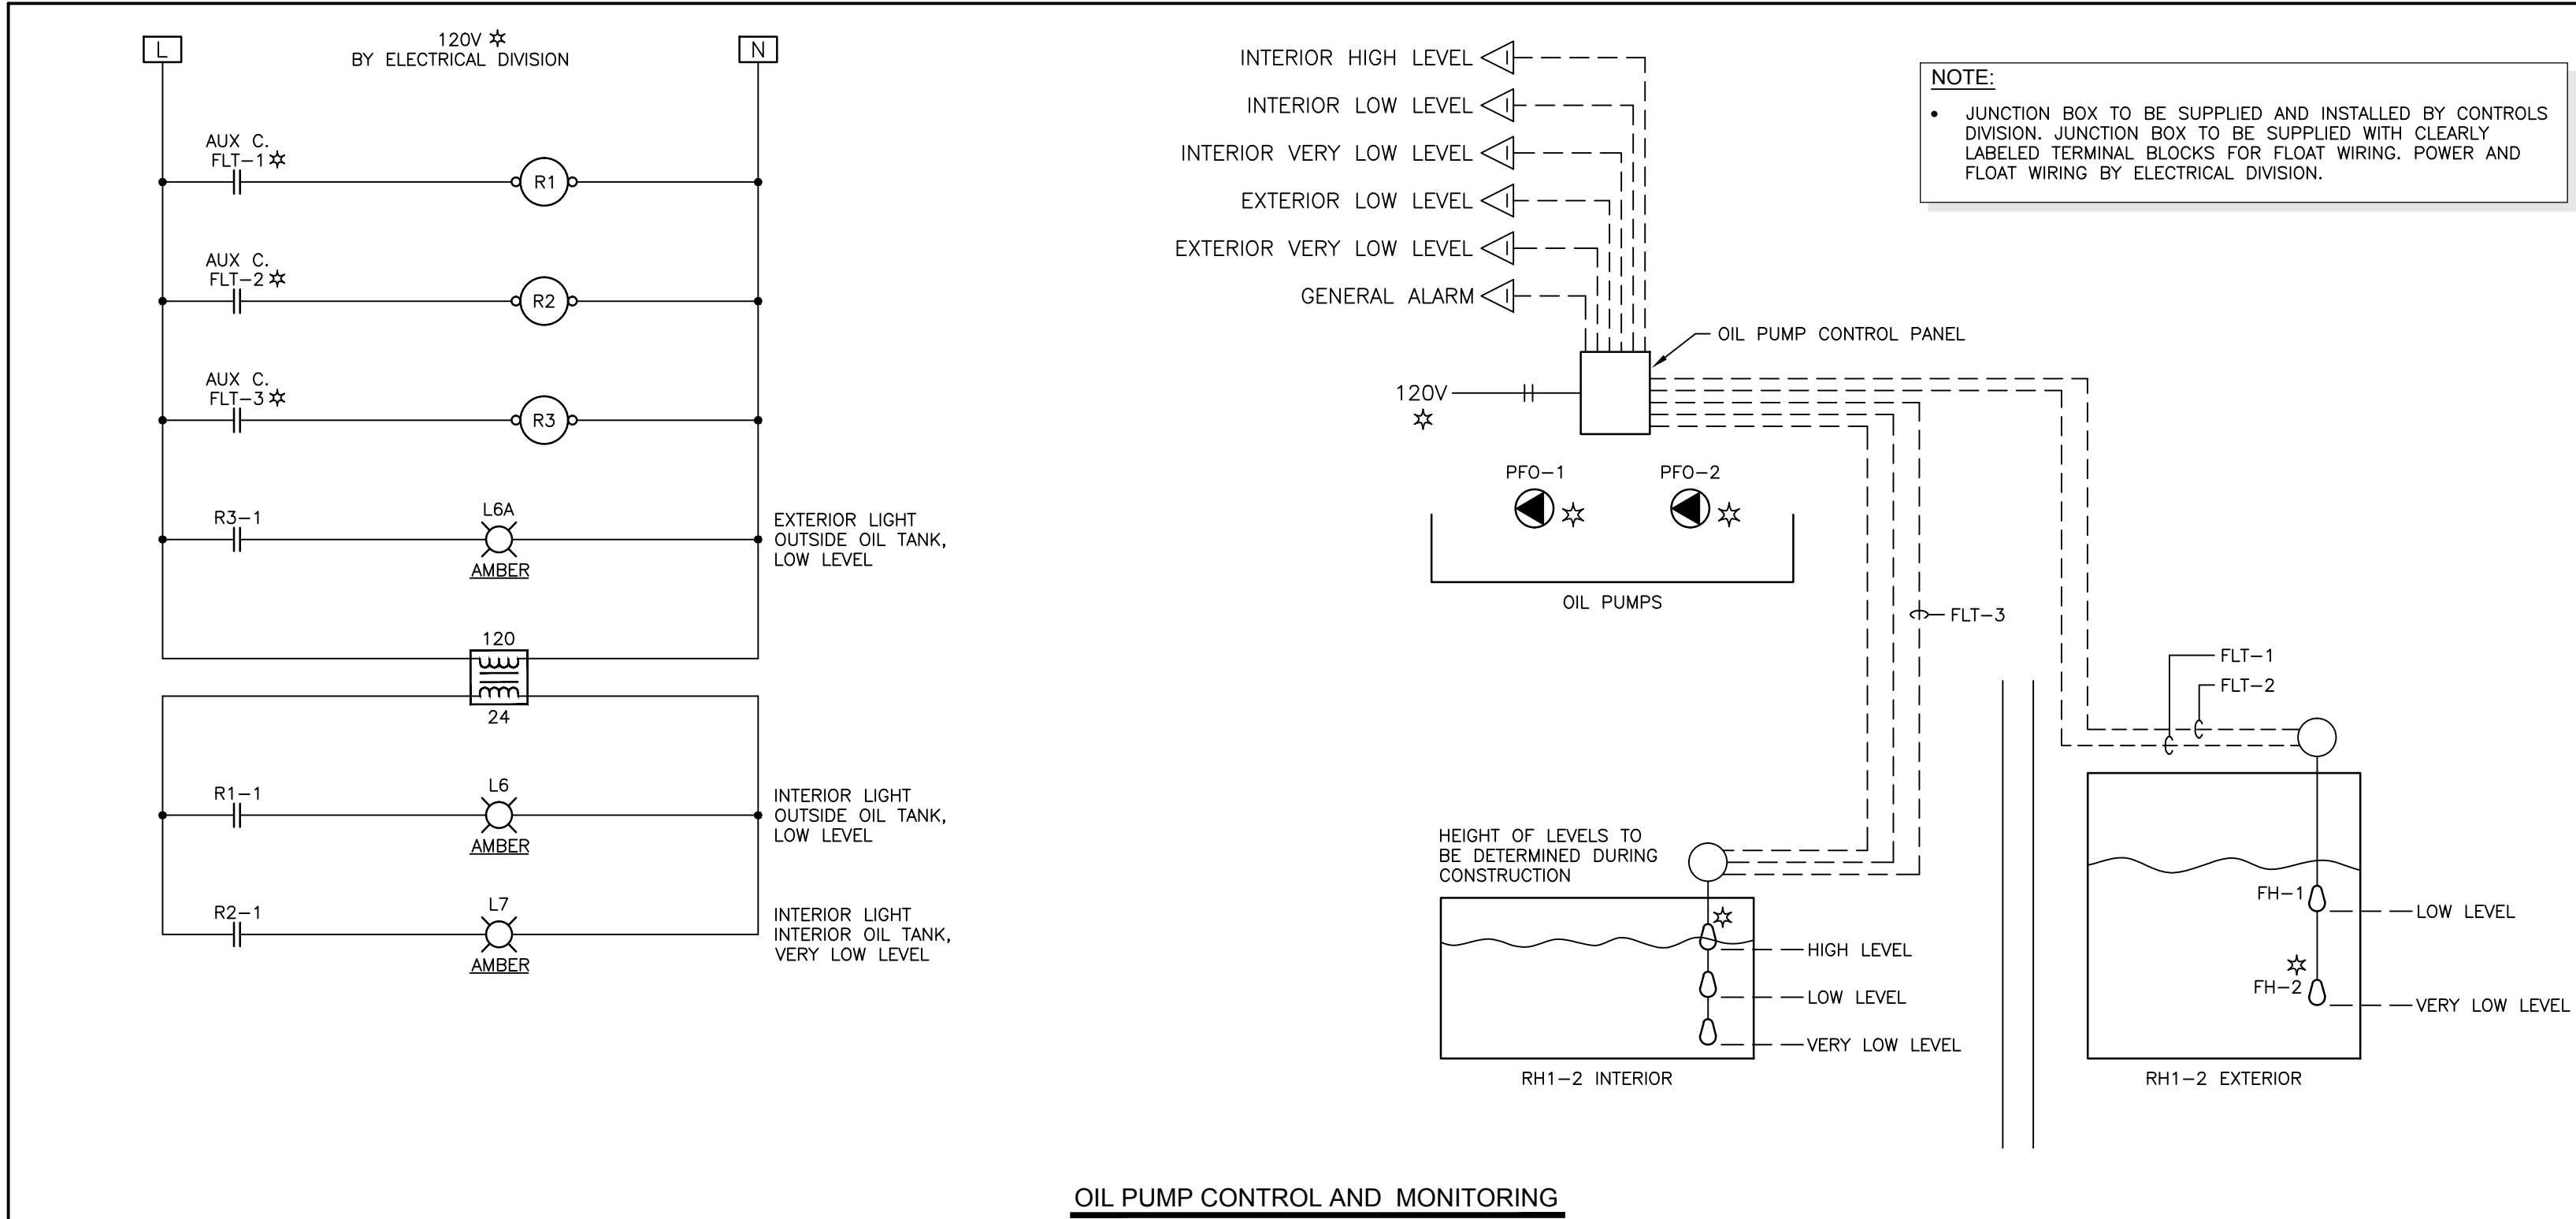 L
120V
BY ELECTRICAL DIVISION
N
AUX C.
FLT-1
R1
AUX C.
FLT-2
R2
AUX C.
FLT-3
R3
R3-1
L6A
AMBER
EXTERIOR LIGHT
OUTSIDE OIL TANK,
LOW LEVEL
120
24
R1-1
L6
AMBER
INTERIOR LIGHT
OUTSIDE OIL TANK,
LOW LEVEL
R2-1
L7
AMBER
INTERIOR LIGHT
INTERIOR OIL TANK,
VERY LOW LEVEL
INTERIOR HIGH LEVEL
INTERIOR LOW LEVEL
INTERIOR VERY LOW LEVEL
EXTERIOR LOW LEVEL
EXTERIOR VERY LOW LEVEL
GENERAL ALARM
OIL PUMP CONTROL PANEL
120V
PFO-1
PFO-2
OIL PUMPS
FLT-3
FLT-1
FLT-2
HEIGHT OF LEVELS TO
BE DETERMINED DURING
CONSTRUCTION
HIGH LEVEL
LOW LEVEL
VERY LOW LEVEL
RH1-2 INTERIOR
FH-1
LOW LEVEL
FH-2
VERY LOW LEVEL
RH1-2 EXTERIOR
NOTE:
• JUNCTION BOX TO BE SUPPLIED AND INSTALLED BY CONTROLS
DIVISION. JUNCTION BOX TO BE SUPPLIED WITH CLEARLY
LABELED TERMINAL BLOCKS FOR FLOAT WIRING. POWER AND
FLOAT WIRING BY ELECTRICAL DIVISION.
OIL PUMP CONTROL AND MONITORING